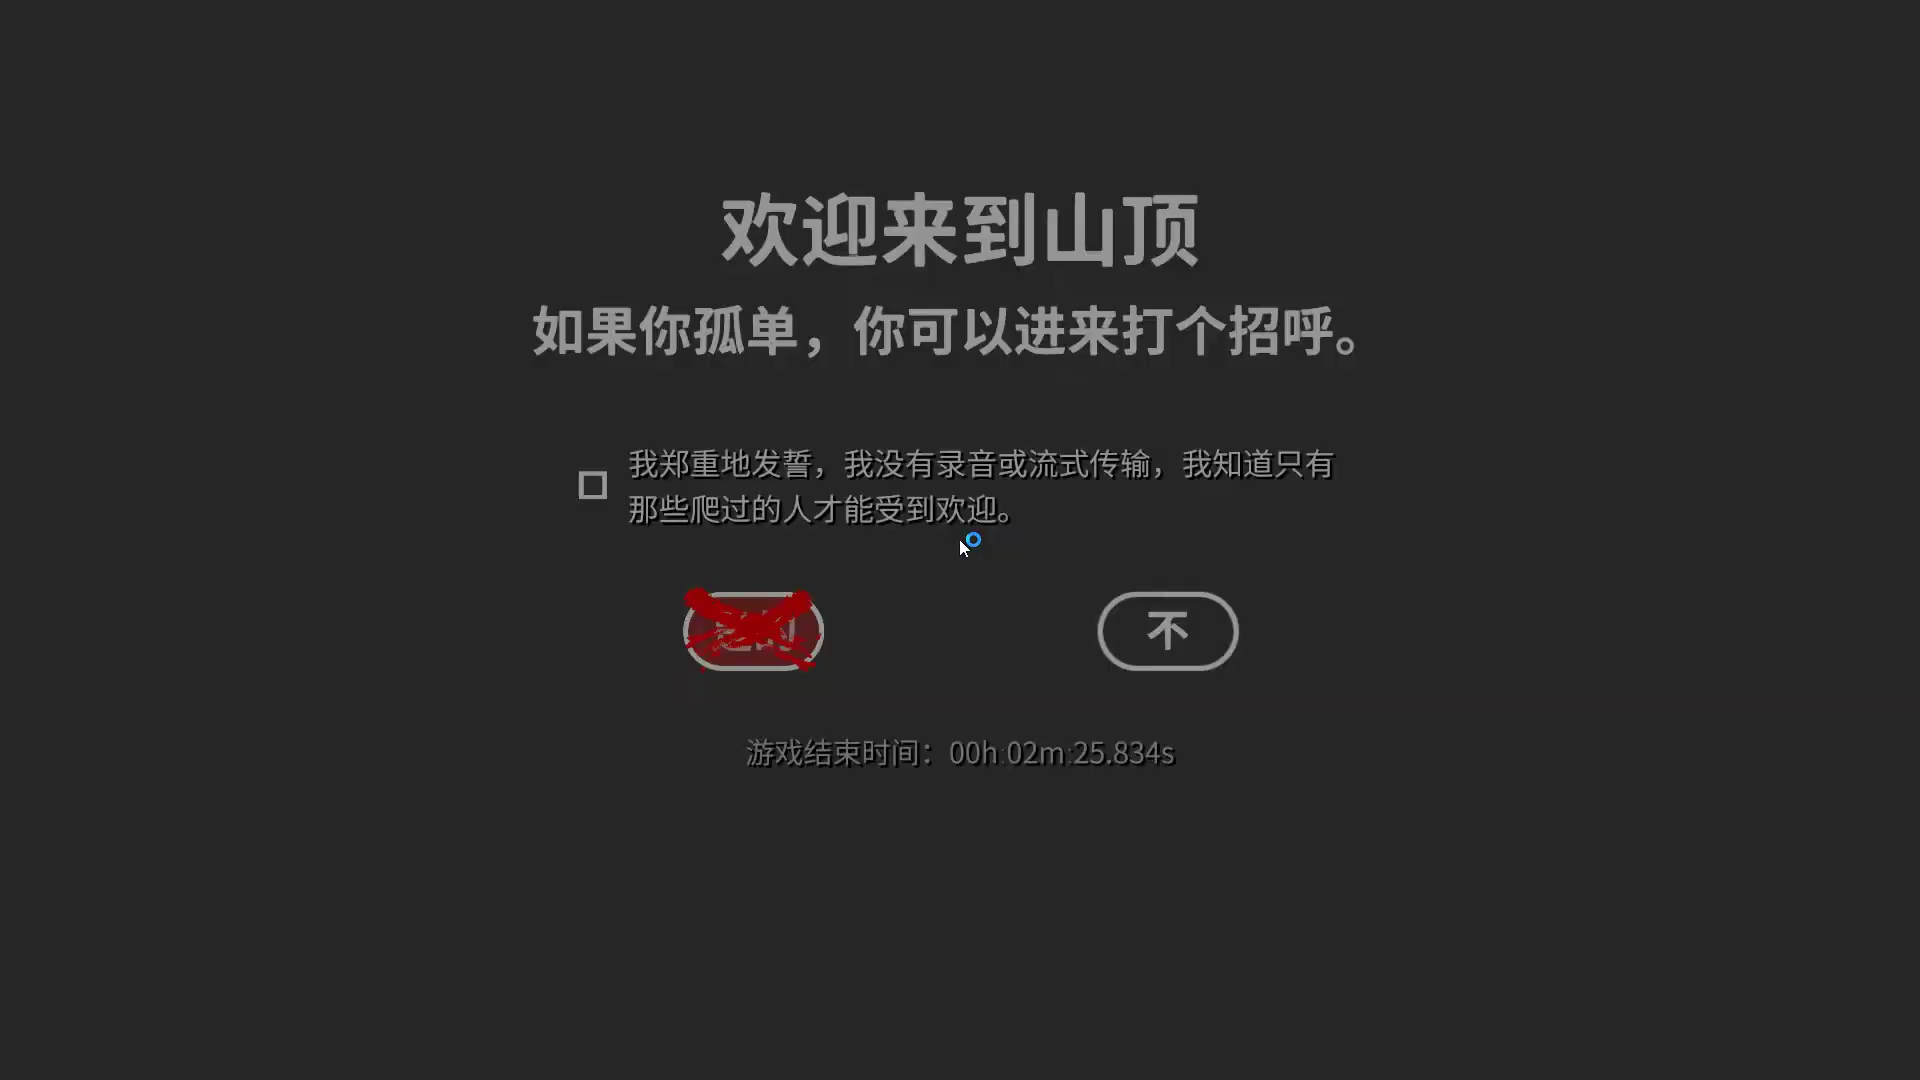 欢迎来到山顶
如果你孤单，你可以进来打个招呼。
我郑重地发誓，我没有录音或流式传输，我知道只有
那些爬过的人才能受到欢迎。
不
游戏结束时间：00h:02m:25.834s